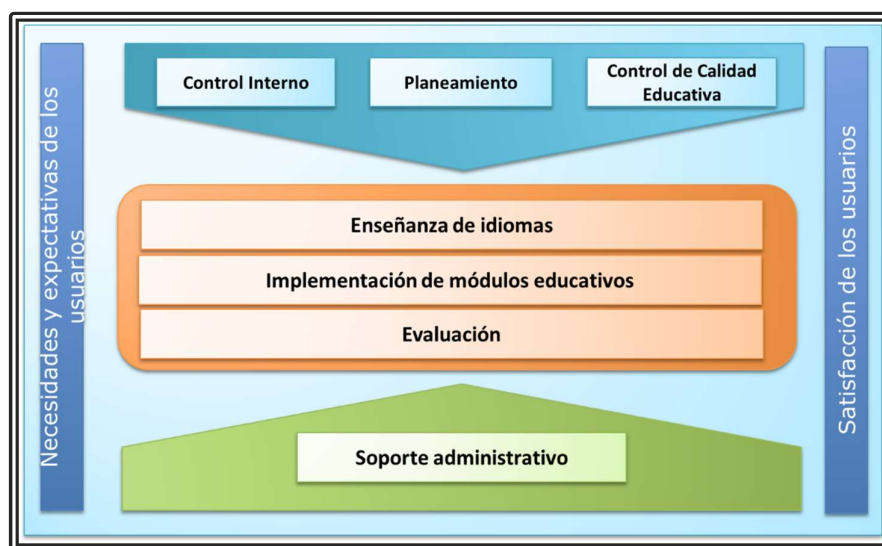 Necesidades y expectativas de los
usuarios
Control Interno
Planeamiento
Control de Calidad
Educativa
Enseñanza de idiomas
Implementación de módulos educativos
Evaluación
Soporte administrativo
Satisfacción de los usuarios